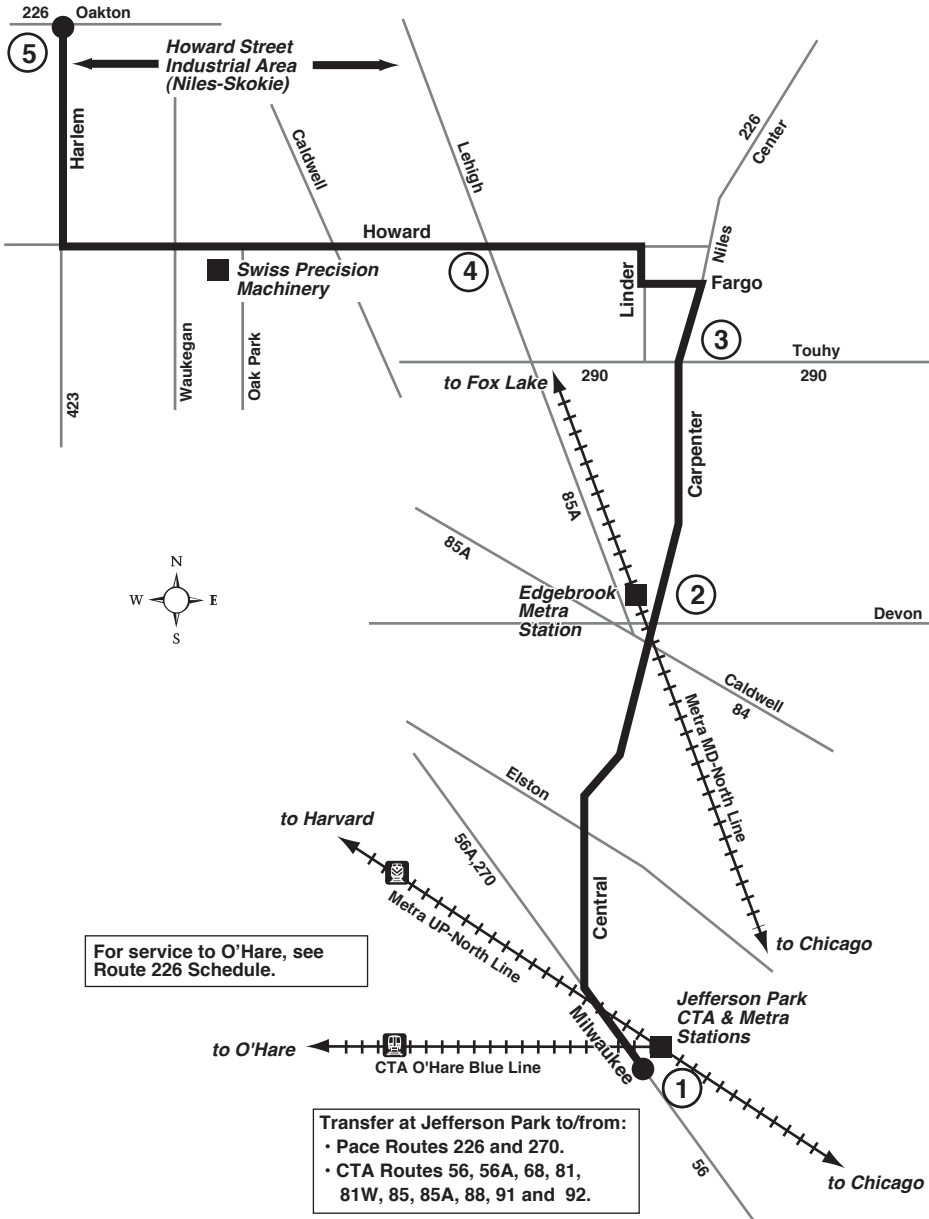 226 Oakton
5
Howard Street
Industrial Area
(Niles-Skokie)
Harlem
Caldwell
Lehigh
226
Center
Howard
Niles
4
Swiss Precision
Machinery
Linder
Fargo
3
Waukegan
Oak Park
Touhy
290
290
to Fox Lake
423
Carpenter
85A
85A
N
W E
S
Edgebrook
Metra
Station
2
Devon
Caldwell
84
Metra MD-North Line
Elston
to Harvard
56A,270
Metra UP-North Line
Central
to Chicago
For service to O'Hare, see
Route 226 Schedule.
Jefferson Park
CTA & Metra
Stations
Milwaukee
to O'Hare
CTA O'Hare Blue Line
1
Transfer at Jefferson Park to/from:
· Pace Routes 226 and 270.
· CTA Routes 56, 56A, 68, 81,
81W, 85, 85A, 88, 91 and 92.
56
to Chicago